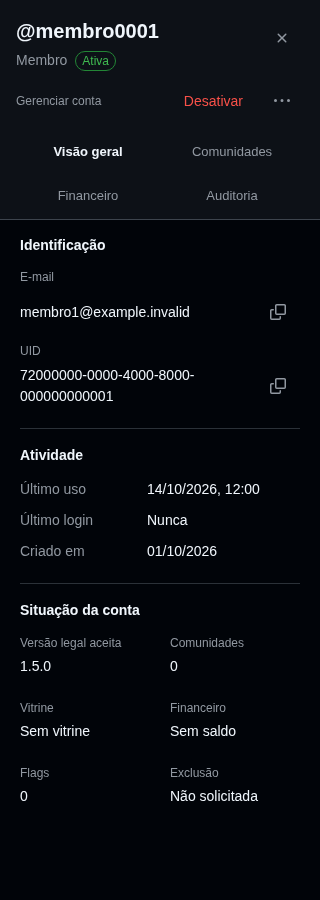 @membro0001
Membro Ativa
Gerenciar conta Desativar
Visão geral Comunidades
Financeiro Auditoria
Identificação
E-mail
membro1@example.invalid
UID
72000000-0000-4000-8000-
000000000001
Atividade
Último uso 14/10/2026, 12:00
Último login Nunca
Criado em 01/10/2026
Situação da conta
Versão legal aceita Comunidades
1.5.0 0
Vitrine Financeiro
Sem vitrine Sem saldo
Flags Exclusão
0 Não solicitada